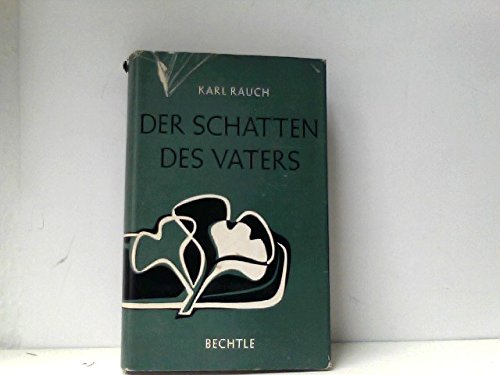 KARL RAUCH
DER SCHATTEN
DES VATERS
BECHTLE